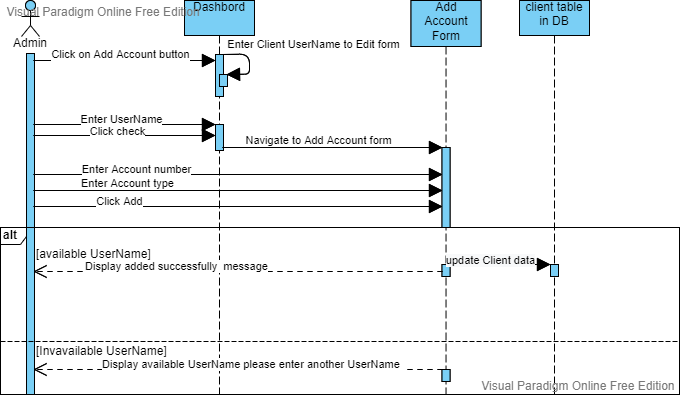 Visual Paradigm Online Free Edition
Admin
Dashbord
Add
Account
Form
client table
in DB
Click on Add Account button
Enter Client UserName to Edit form
Enter UserName
Click check
Navigate to Add Account form
Enter Account number
Enter Account type
Click Add
alt
[available UserName]
Display added successfully message
update Client data
[Invavailable UserName]
Display available UserName please enter another UserName
Visual Paradigm Online Free Edition